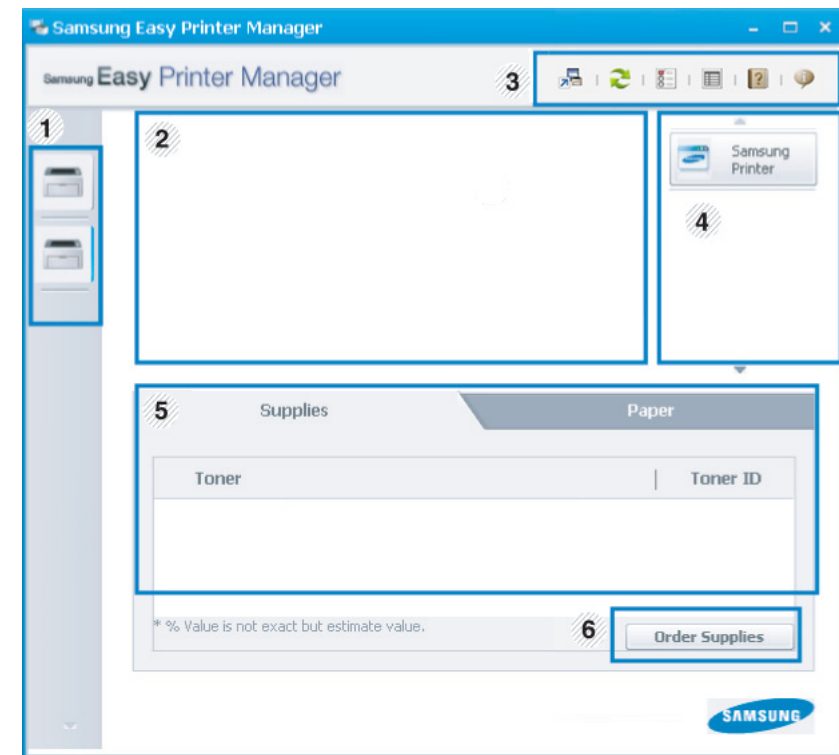 Samsung Easy Printer Manager
Samsung Easy Printer Manager
3
1
2
Samsung
Printer
4
5
Supplies
Paper
Toner
Toner ID
* % Value is not exact but estimate value.
6
Order Supplies
SAMSUNG